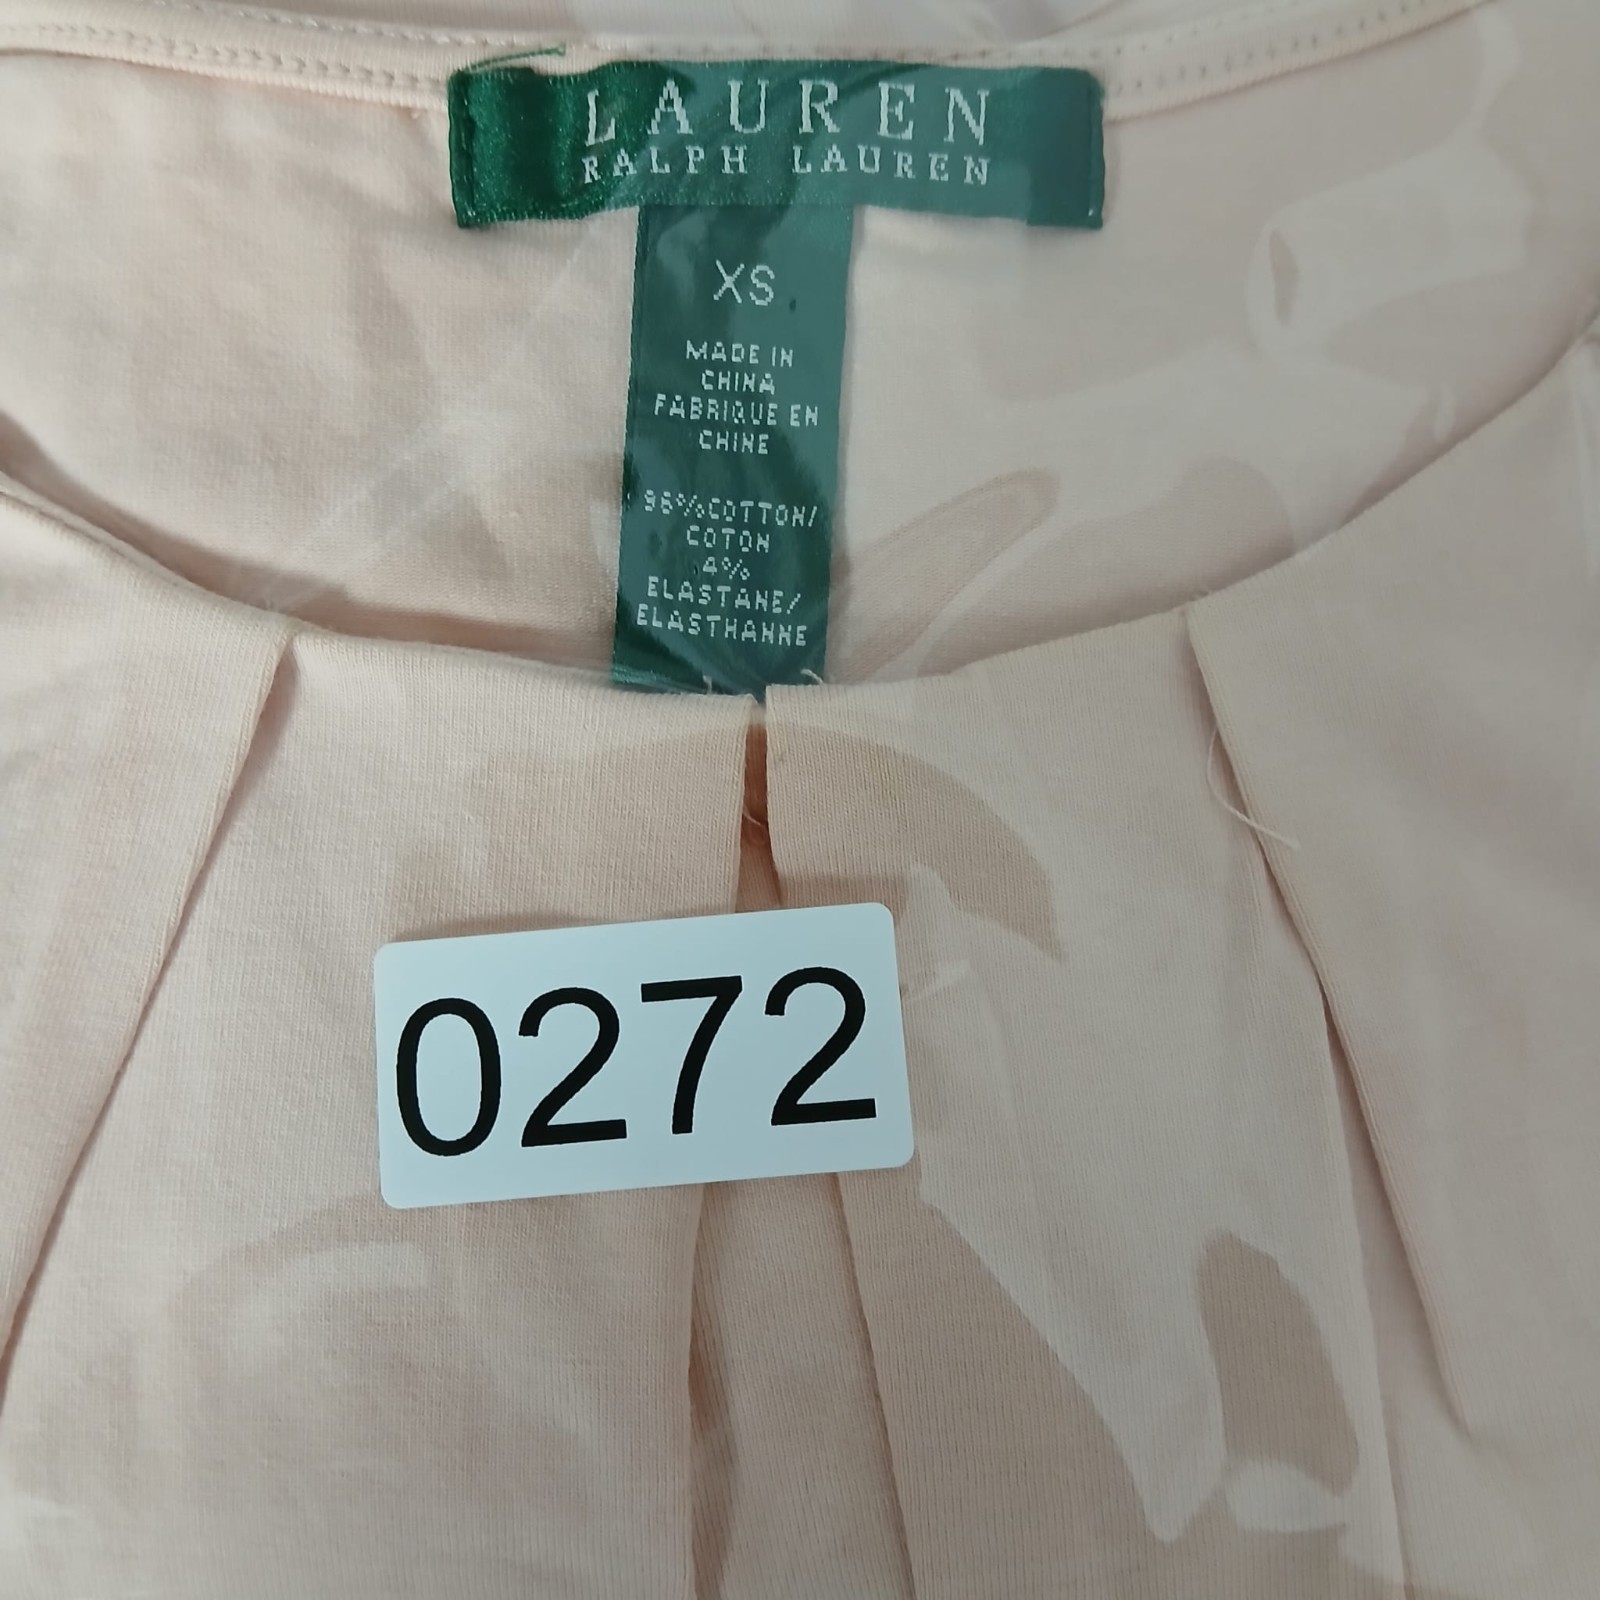 LAUREN
RALPH LAUREN
XS
MADE IN
CHINA
FABRIQUE EN
CHINE
96%COTTON/
COTON
4%
ELASTANE/
ELASTHANNE
0272